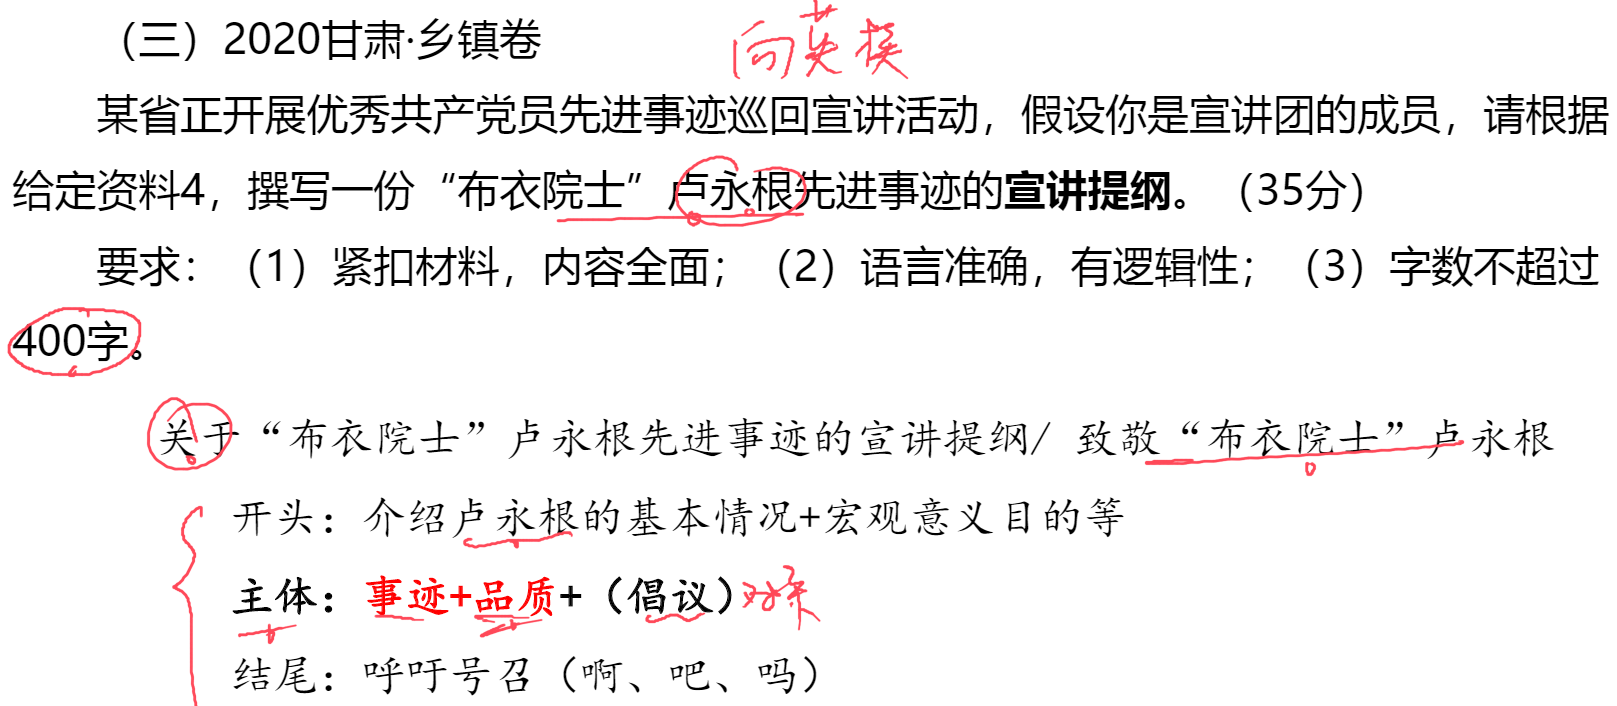 （三）2020甘肃·乡镇卷
向英模
某省正开展优秀共产党员先进事迹巡回宣讲活动，假设你是宣讲团的成员，请根据
给定资料4，撰写一份“布衣院士”卢永根先进事迹的宣讲提纲。（35分）
要求：（1）紧扣材料，内容全面；（2）语言准确，有逻辑性；（3）字数不超过
400字。
关于“布衣院士”卢永根先进事迹的宣讲提纲/ 致敬“布衣院士”卢永根
开头：介绍卢永根的基本情况+宏观意义目的等
主体：事迹+品质+（倡议）对策
结尾：呼吁号召（啊、吧、吗）